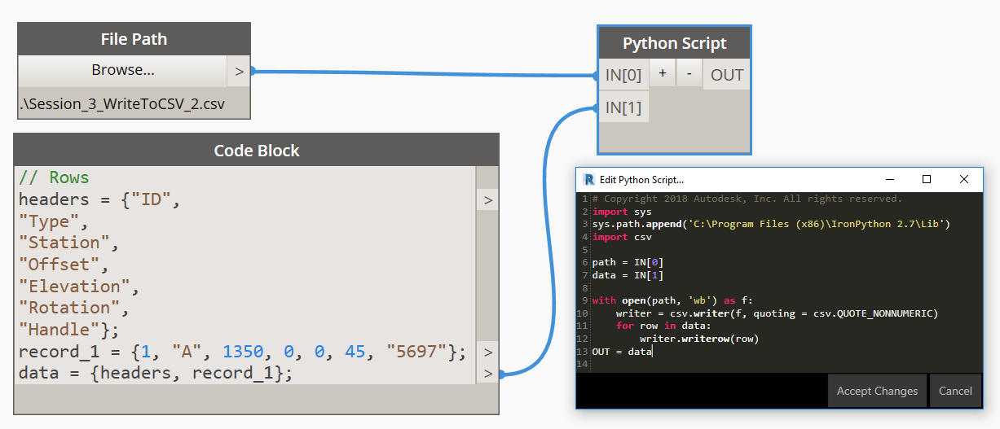 File Path
Browse...
>
.\Session_3_WriteToCSV_2.csv
Code Block
// Rows
headers = {"ID",
>
"Type",
"Station",
"Offset",
"Elevation",
"Rotation",
"Handle"};
record_1 = {1, "A", 1350, 0, 0, 45, "5697"};
>
data = {headers, record_1};
>
Python Script
IN[0] + - OUT
IN[1]
R Edit Python Script...
1 # Copyright 2018 Autodesk, Inc. All rights reserved.
2 import sys
3 sys.path.append('C:\Program Files (x86)\IronPython 2.7\Lib')
4 import csv
5
6 path = IN[0]
7 data = IN[1]
8
9 with open(path, 'wb') as f:
10 writer = csv.writer(f, quoting = csv.QUOTE_NONNUMERIC)
11 for row in data:
12 writer.writerow(row)
13 OUT = data
14
Accept Changes
Cancel